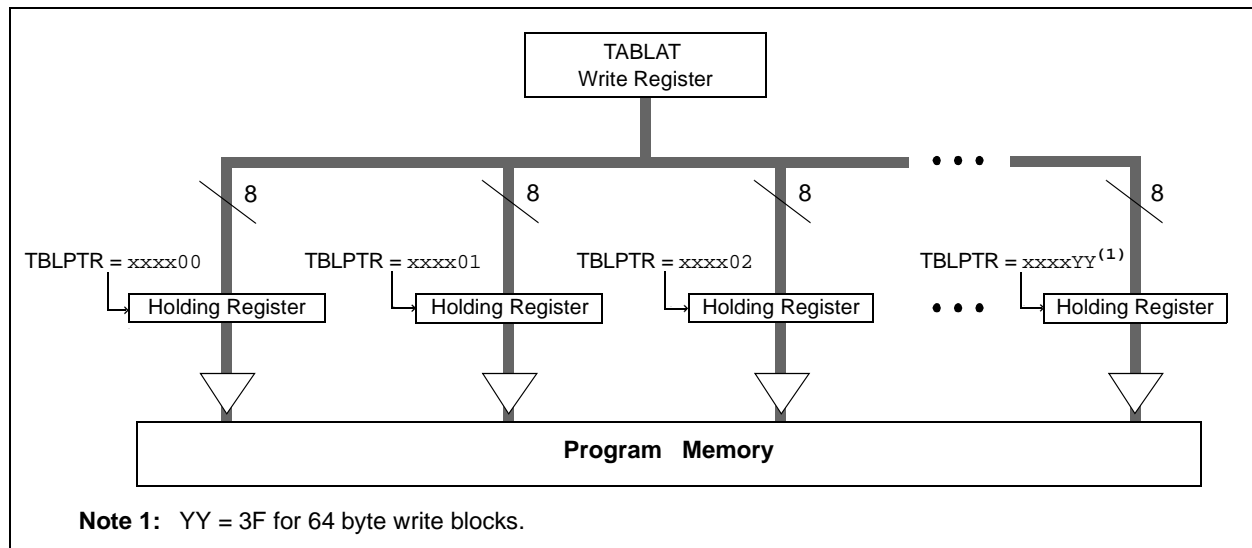 TABLAT
Write Register
• • •
8 8 8 8
TBLPTR = xxxx00 TBLPTR = xxxx01 TBLPTR = xxxx02 TBLPTR = xxxxYY(1)
Holding Register Holding Register Holding Register • • • Holding Register
Program Memory
Note 1: YY = 3F for 64 byte write blocks.